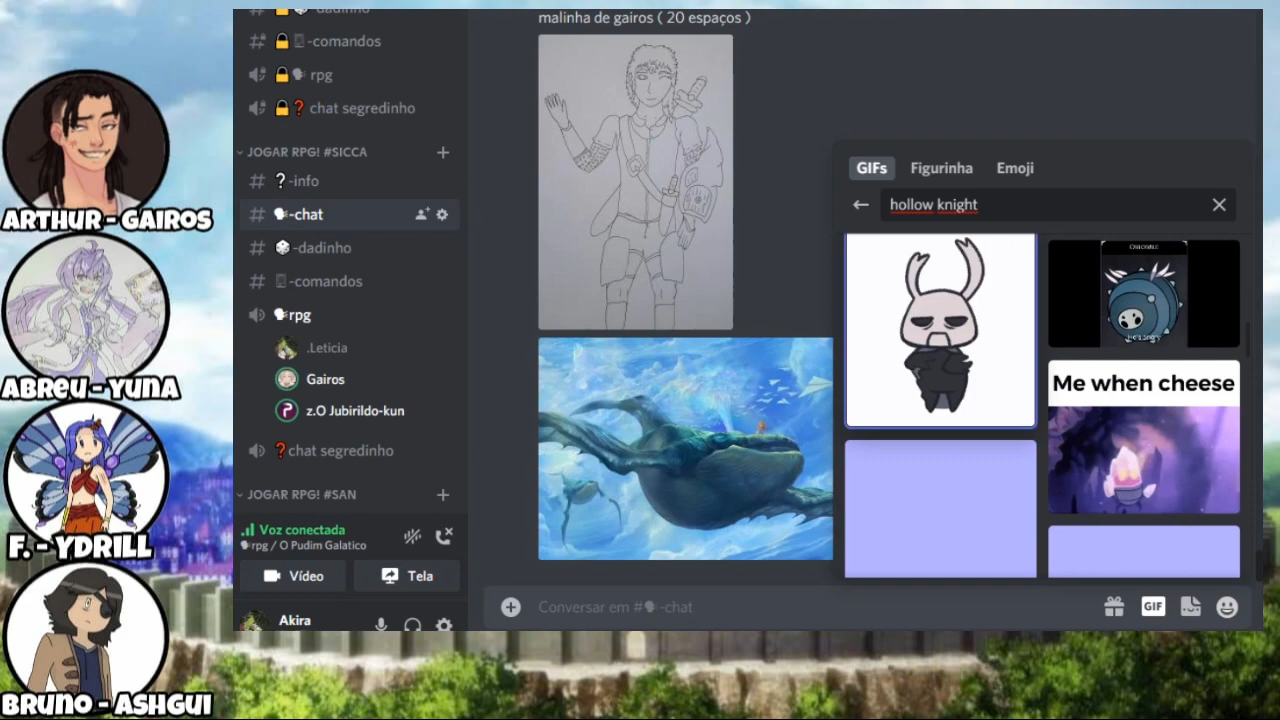 ARTHUR - GAIROS
ABREU - YUNA
F. - YDRILL
BRUNO - ASHGUI
-dadinho
-comandos
rpg
chat segredinho
JOGAR RPG! #SICCA
-info
-chat
-dadinho
-comandos
rpg
.Leticia
Gairos
z.O Jubirildo-kun
chat segredinho
JOGAR RPG! #SAN
Voz conectada
rpg / O Pudim Galatico
Vídeo
Tela
Akira
malinha de gairos ( 20 espaços )
GIFs
Figurinha
Emoji
hollow knight
Me when cheese
Conversar em # -chat
GIF